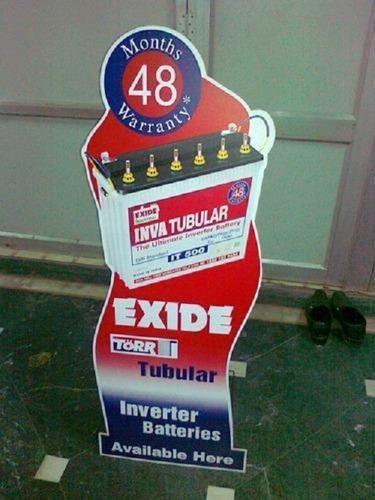 Months
48
Warranty*
EXIDE
48
INVA TUBULAR
The Ultimate Inverter Battery
IT 500
EXIDE
TÖRR
Tubular
Inverter
Batteries
Available Here